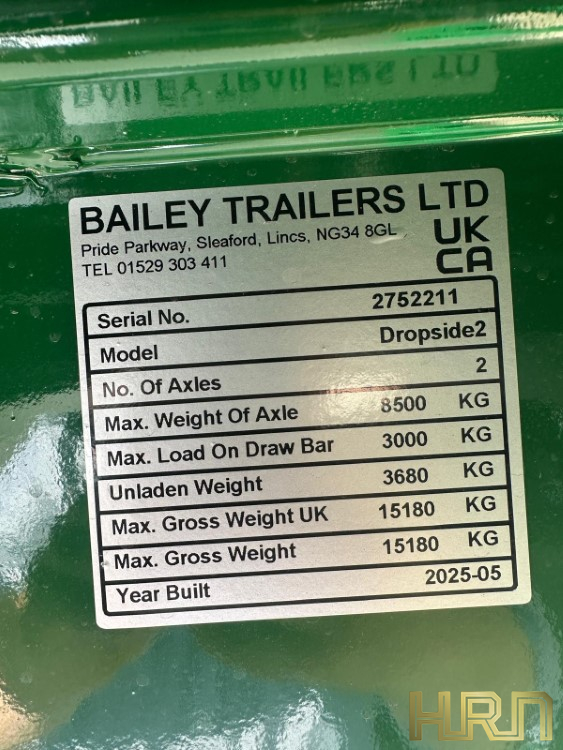 BAILEY TRAILERS LTD
BAILEY TRAILERS LTD
Pride Parkway, Sleaford, Lincs, NG34 8GL
TEL 01529 303 411
UK
CA
Serial No. 2752211
Model Dropside2
No. Of Axles 2
Max. Weight Of Axle 8500 KG
Max. Load On Draw Bar 3000 KG
Unladen Weight 3680 KG
Max. Gross Weight UK 15180 KG
Max. Gross Weight 15180 KG
Year Built 2025-05
HRN